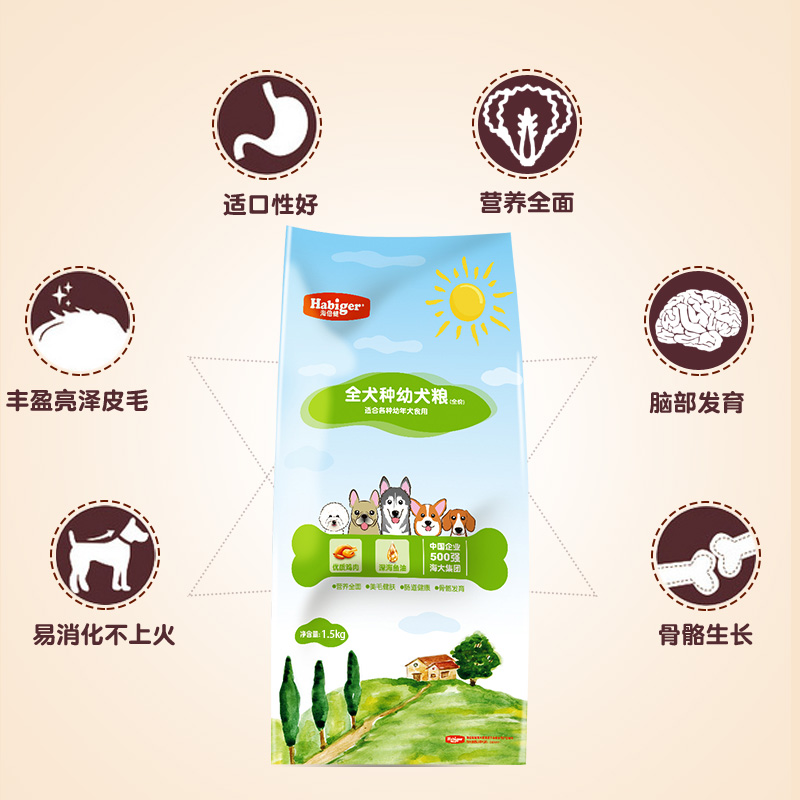 适口性好
营养全面
丰盈亮泽皮毛
脑部发育
易消化不上火
骨骼生长
Habiger
海倍健
全犬种幼犬粮(全价)
适合各种幼年犬食用
优质鸡肉
深海鱼油
中国企业
500强
海大集团
•营养全面 •美毛健肤 •肠道健康 •骨骼发育
净含量:1.5kg
Habiger